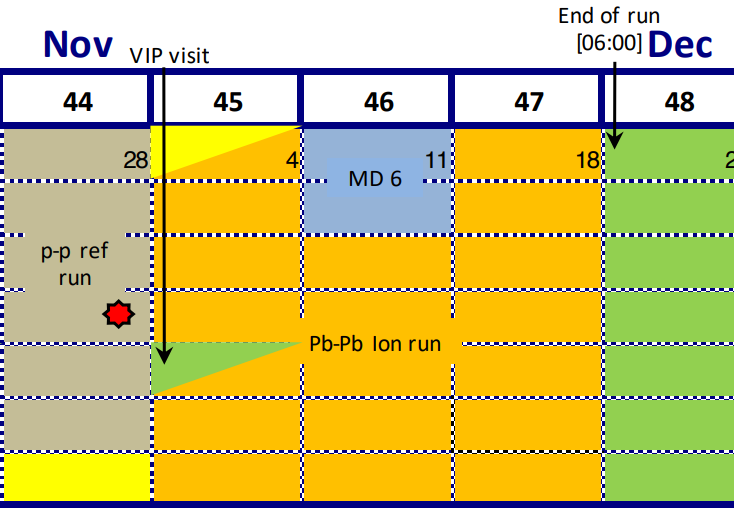 End of run
[06:00]
Nov
VIP visit
Dec
44 45 46 47 48
28 4 11 18
MD 6
p-p ref
run
Pb-Pb Ion run